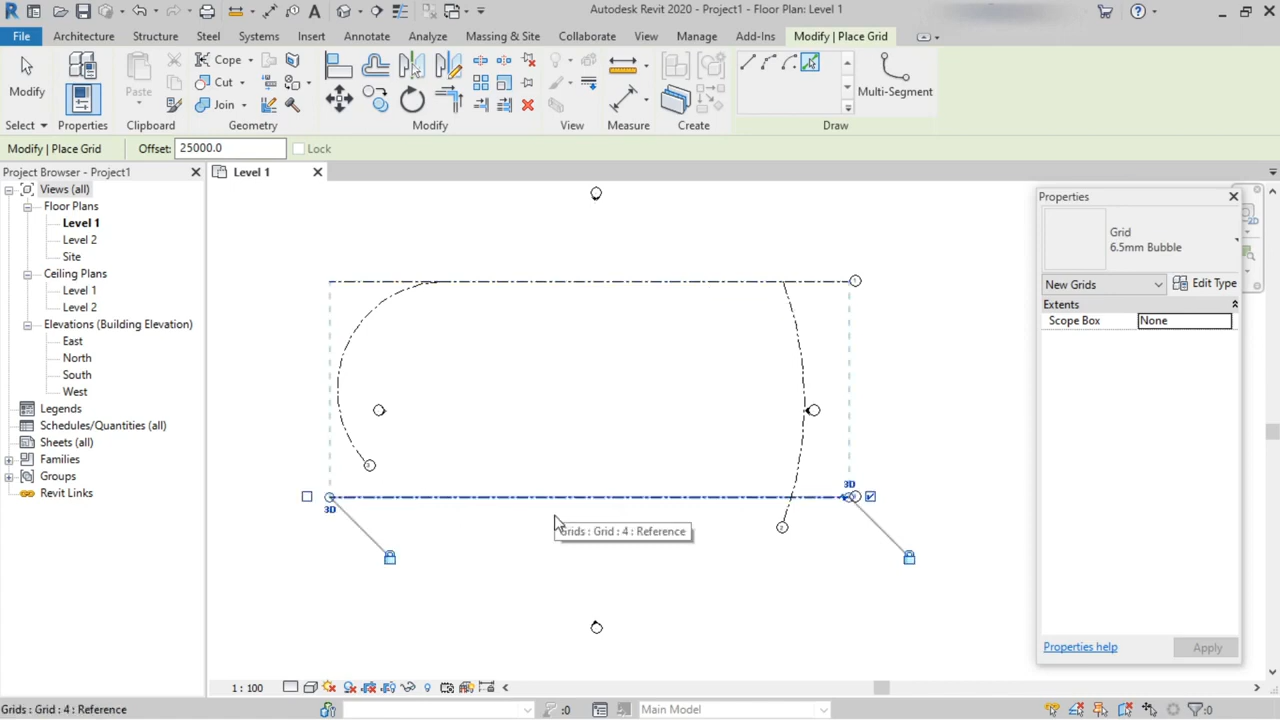 Autodesk Revit 2020 - Project1 - Floor Plan: Level 1
File Architecture Structure Steel Systems Insert Annotate Analyze Massing & Site Collaborate View Manage Add-Ins Modify | Place Grid
Modify
Paste
Cope
Cut
Join
Multi-Segment
Select Properties Clipboard Geometry Modify View Measure Create Draw
Modify | Place Grid Offset: 25000.0 Lock
Project Browser - Project1
Level 1
Views (all)
Floor Plans
Level 1
Level 2
Site
Ceiling Plans
Level 1
Level 2
Elevations (Building Elevation)
East
North
South
West
Legends
Schedules/Quantities (all)
Sheets (all)
Families
Groups
Revit Links
3D
3D
Grids : Grid : 4 : Reference
2D
Properties
Grid
6.5mm Bubble
New Grids Edit Type
Extents
Scope Box None
Properties help Apply
1 : 100
Grids : Grid : 4 : Reference
:0
Main Model
:0